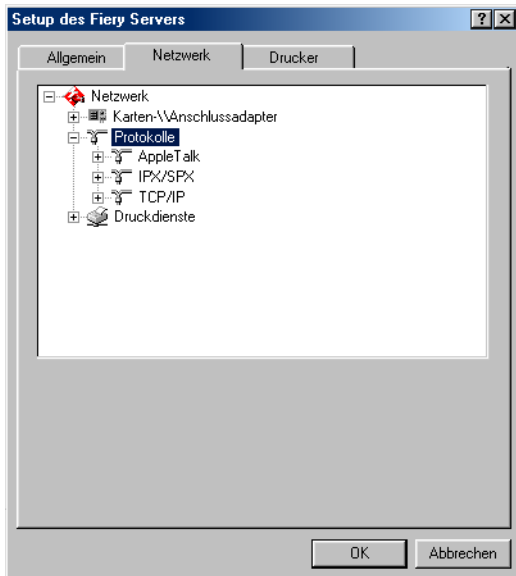 Setup des Fiery Servers
Allgemein Netzwerk Drucker
Netzwerk
Karten-\\Anschlussadapter
Protokolle
AppleTalk
IPX/SPX
TCP/IP
Druckdienste
OK Abbrechen